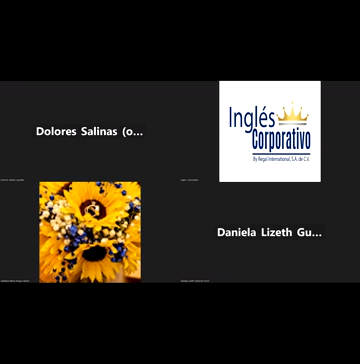 Dolores Salinas (o...
Inglés
Corporativo
By Regal International, S.A. de C.V.
Daniela Lizeth Gu...